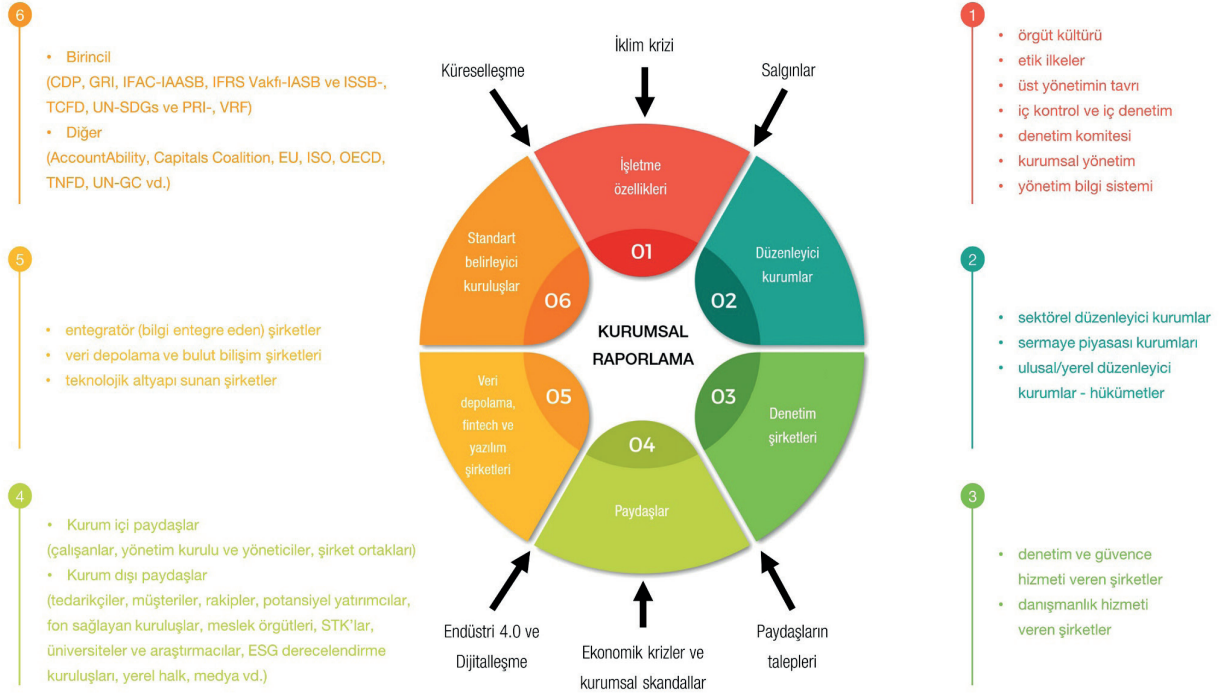 6
• Birincil
(CDP, GRI, IFAC-IAASB, IFRS Vakfı-IASB ve ISSB-,
TCFD, UN-SDGs ve PRI-, VRF)
• Diğer
(AccountAbility, Capitals Coalition, EU, ISO, OECD,
TNFD, UN-GC vd.)
5
• entegratör (bilgi entegre eden) şirketler
• veri depolama ve bulut bilişim şirketleri
• teknolojik altyapı sunan şirketler
4
• Kurum içi paydaşlar
(çalışanlar, yönetim kurulu ve yöneticiler, şirket ortakları)
• Kurum dışı paydaşlar
(tedarikçiler, müşteriler, rakipler, potansiyel yatırımcılar,
fon sağlayan kuruluşlar, meslek örgütleri, STK’lar,
üniversiteler ve araştırmacılar, ESG derecelendirme
kuruluşları, yerel halk, medya vd.)
Küreselleşme
İklim krizi
Salgınlar
İşletme
özellikleri
01
Düzenleyici
kurumlar
02
Denetim
şirketleri
03
Paydaşlar
04
Veri
depolama,
fintech ve
yazılım
şirketleri
05
Standart
belirleyici
kuruluşlar
06
KURUMSAL
RAPORLAMA
Endüstri 4.0 ve
Dijitalleşme
Ekonomik krizler ve
kurumsal skandallar
Paydaşların
talepleri
1
• örgüt kültürü
• etik ilkeler
• üst yönetimin tavrı
• iç kontrol ve iç denetim
• denetim komitesi
• kurumsal yönetim
• yönetim bilgi sistemi
2
• sektörel düzenleyici kurumlar
• sermaye piyasası kurumları
• ulusal/yerel düzenleyici
kurumlar - hükümetler
3
• denetim ve güvence
hizmeti veren şirketler
• danışmanlık hizmeti
veren şirketler